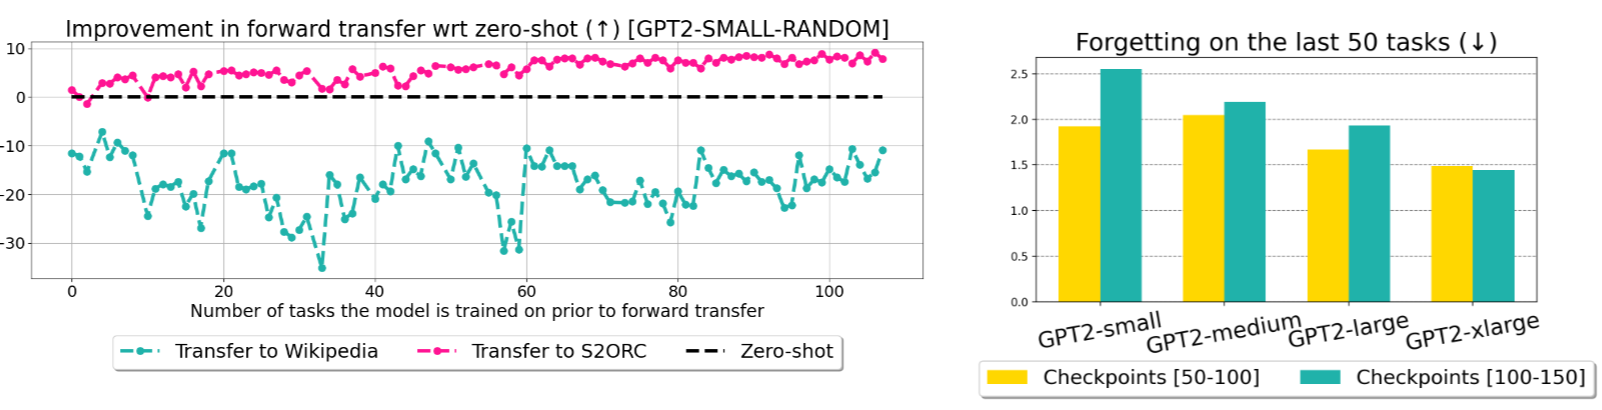 Improvement in forward transfer wrt zero-shot (↑) [GPT2-SMALL-RANDOM]
10
0
-10
-20
-30
0 20 40 60 80 100
Number of tasks the model is trained on prior to forward transfer
Transfer to Wikipedia Transfer to S2ORC Zero-shot
Forgetting on the last 50 tasks (↓)
2.5
2.0
1.5
1.0
0.5
0.0
GPT2-small GPT2-medium GPT2-large GPT2-xlarge
Checkpoints [50-100] Checkpoints [100-150]